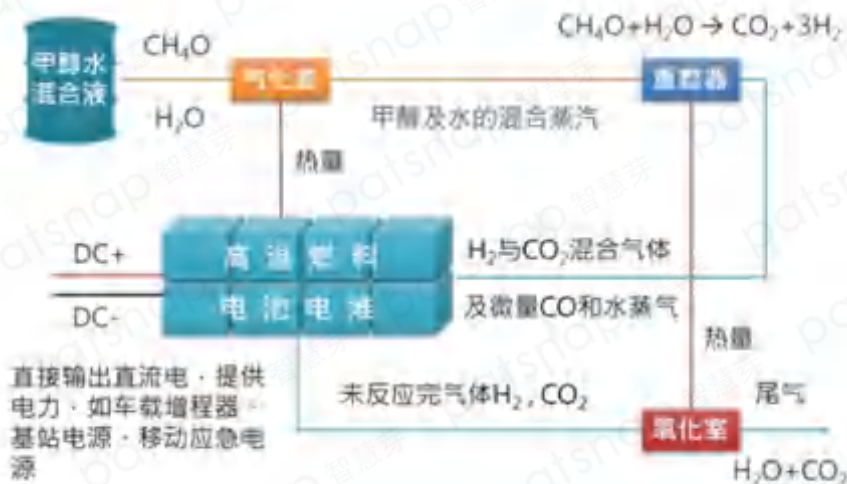 CH₄O+H₂O → CO₂+3H₂
甲醇水
混合液
CH₄O
H₂O
气化室
甲醇及水的混合蒸汽
重整器
热量
DC+
DC-
高温燃料
电池电堆
H₂与CO₂混合气体
及微量CO和水蒸气
热量
直接输出直流电·提供
电力·如车载增程器·
基站电源·移动应急电
源
未反应完气体H₂,CO₂
氧化室
尾气
H₂O+CO₂
patsnap 智慧芽